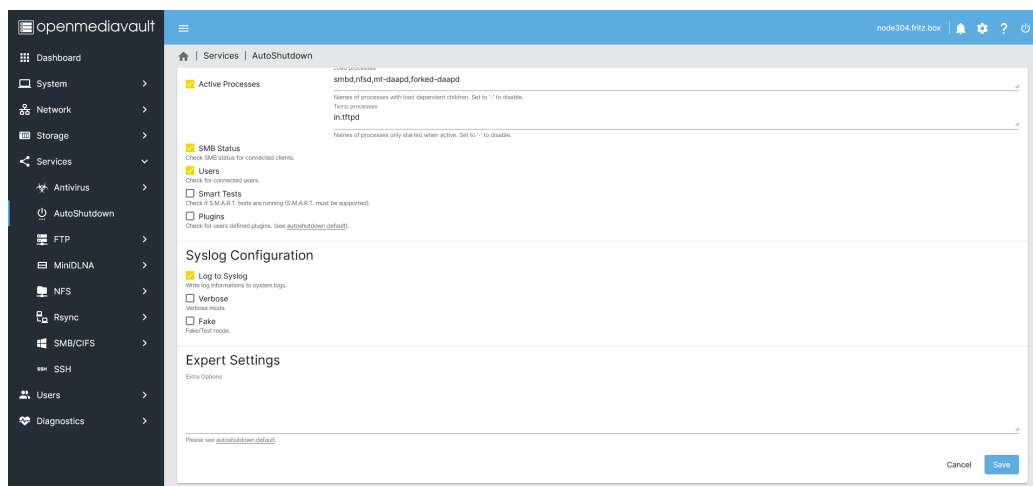 openmediavault
node304.fritz.box
Dashboard
System
Network
Storage
Services
Antivirus
AutoShutdown
FTP
MiniDLNA
NFS
Rsync
SMB/CIFS
SSH SSH
Users
Diagnostics
| Services | AutoShutdown
Load processes
Active Processes
smbd,nfsd,mt-daapd,forked-daapd
Names of processes with load dependent children. Set to '-' to disable.
Temp processes
in.tftpd
Names of processes only started when active. Set to '-' to disable.
SMB Status
Check SMB status for connected clients.
Users
Check for connected users.
Smart Tests
Check if S.M.A.R.T. tests are running (S.M.A.R.T. must be supported).
Plugins
Check for users defined plugins. (see autoshutdown.default).
Syslog Configuration
Log to Syslog
Write log informations to system logs.
Verbose
Verbose mode.
Fake
Fake/Test mode.
Expert Settings
Extra Options
Please see autoshutdown.default.
Cancel Save